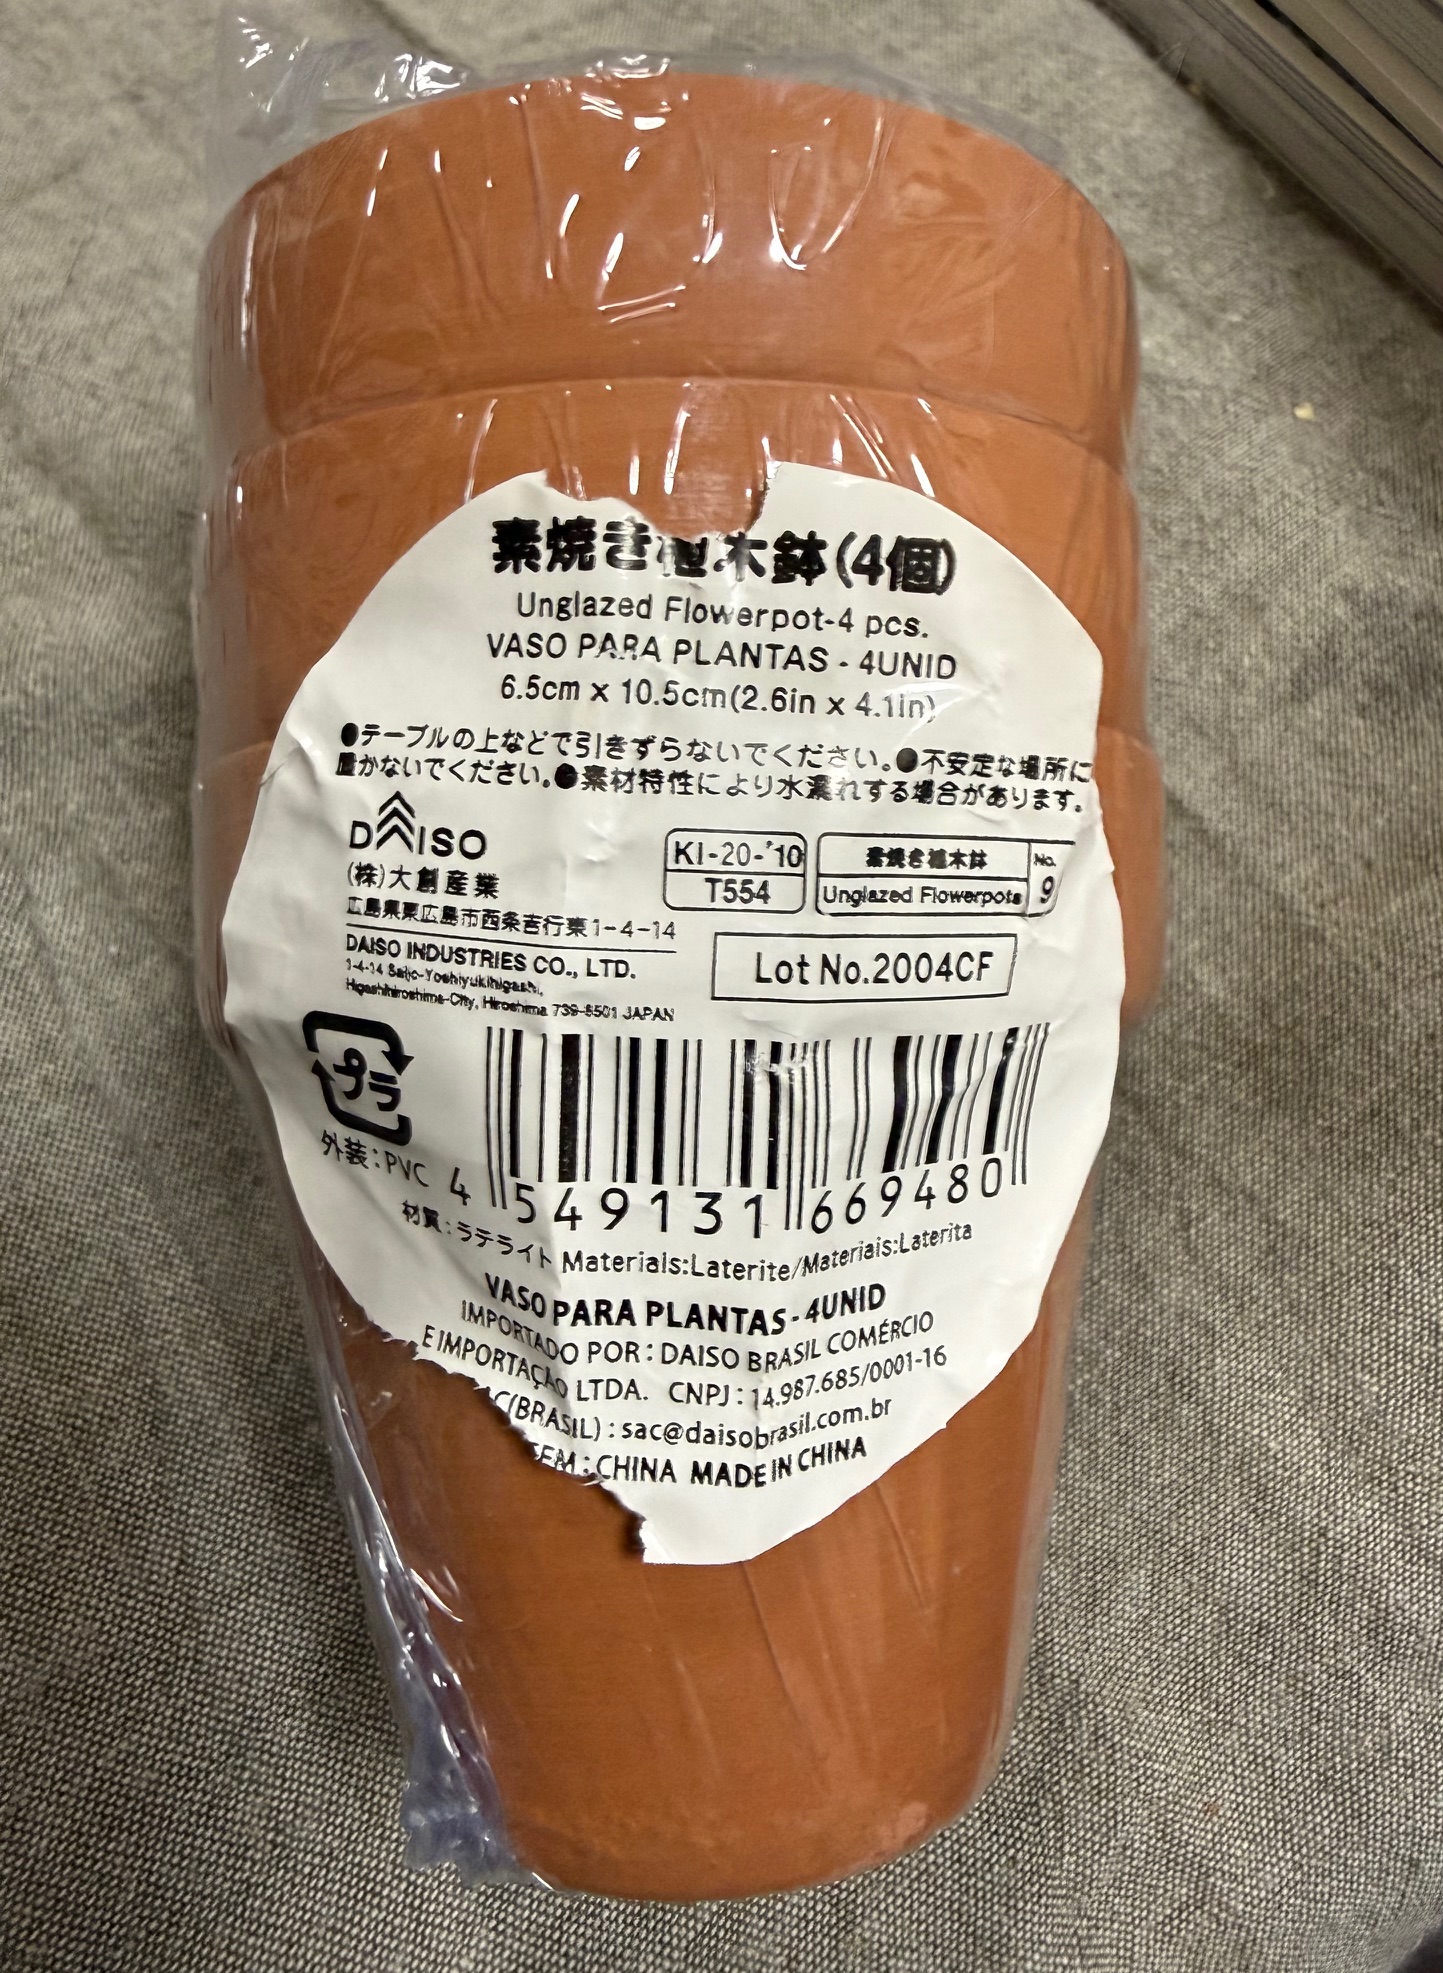 素焼き植木鉢(4個)
Unglazed Flowerpot-4 pcs.
VASO PARA PLANTAS - 4UNID
6.5cm x 10.5cm(2.6in x 4.1in)
●テーブルの上などで引きずらないでください。●不安定な場所に
置かないでください。●素材特性により水漏れする場合があります。
DAISO
(株)大創産業
広島県東広島市西条吉行東1-4-14
DAISO INDUSTRIES CO., LTD.
1-4-14 Saijo-Yoshiyukihigashi,
Higashihiroshima-City, Hiroshima 739-8501 JAPAN
KI-20-'10
T554
素焼き植木鉢
Unglazed Flowerpots
No.
9
Lot No.2004CF
プラ
外装:PVC
4 549131 669480
材質:ラテライト Materials:Laterite/Materiais:Laterita
VASO PARA PLANTAS - 4UNID
IMPORTADO POR: DAISO BRASIL COMÉRCIO
E IMPORTAÇÃO LTDA. CNPJ: 14.987.685/0001-16
C(BRASIL): sac@daisobrasil.com.br
GEM: CHINA MADE IN CHINA